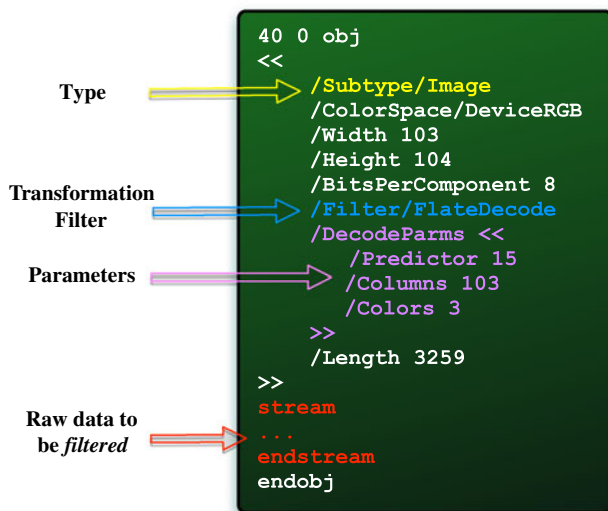 40 0 obj
<<
Type
/Subtype/Image
/ColorSpace/DeviceRGB
/Width 103
/Height 104
/BitsPerComponent 8
Transformation
Filter
/Filter/FlateDecode
/DecodeParms <<
/Predictor 15
Parameters
/Columns 103
/Colors 3
>>
/Length 3259
>>
Raw data to
be filtered
stream
...
endstream
endobj